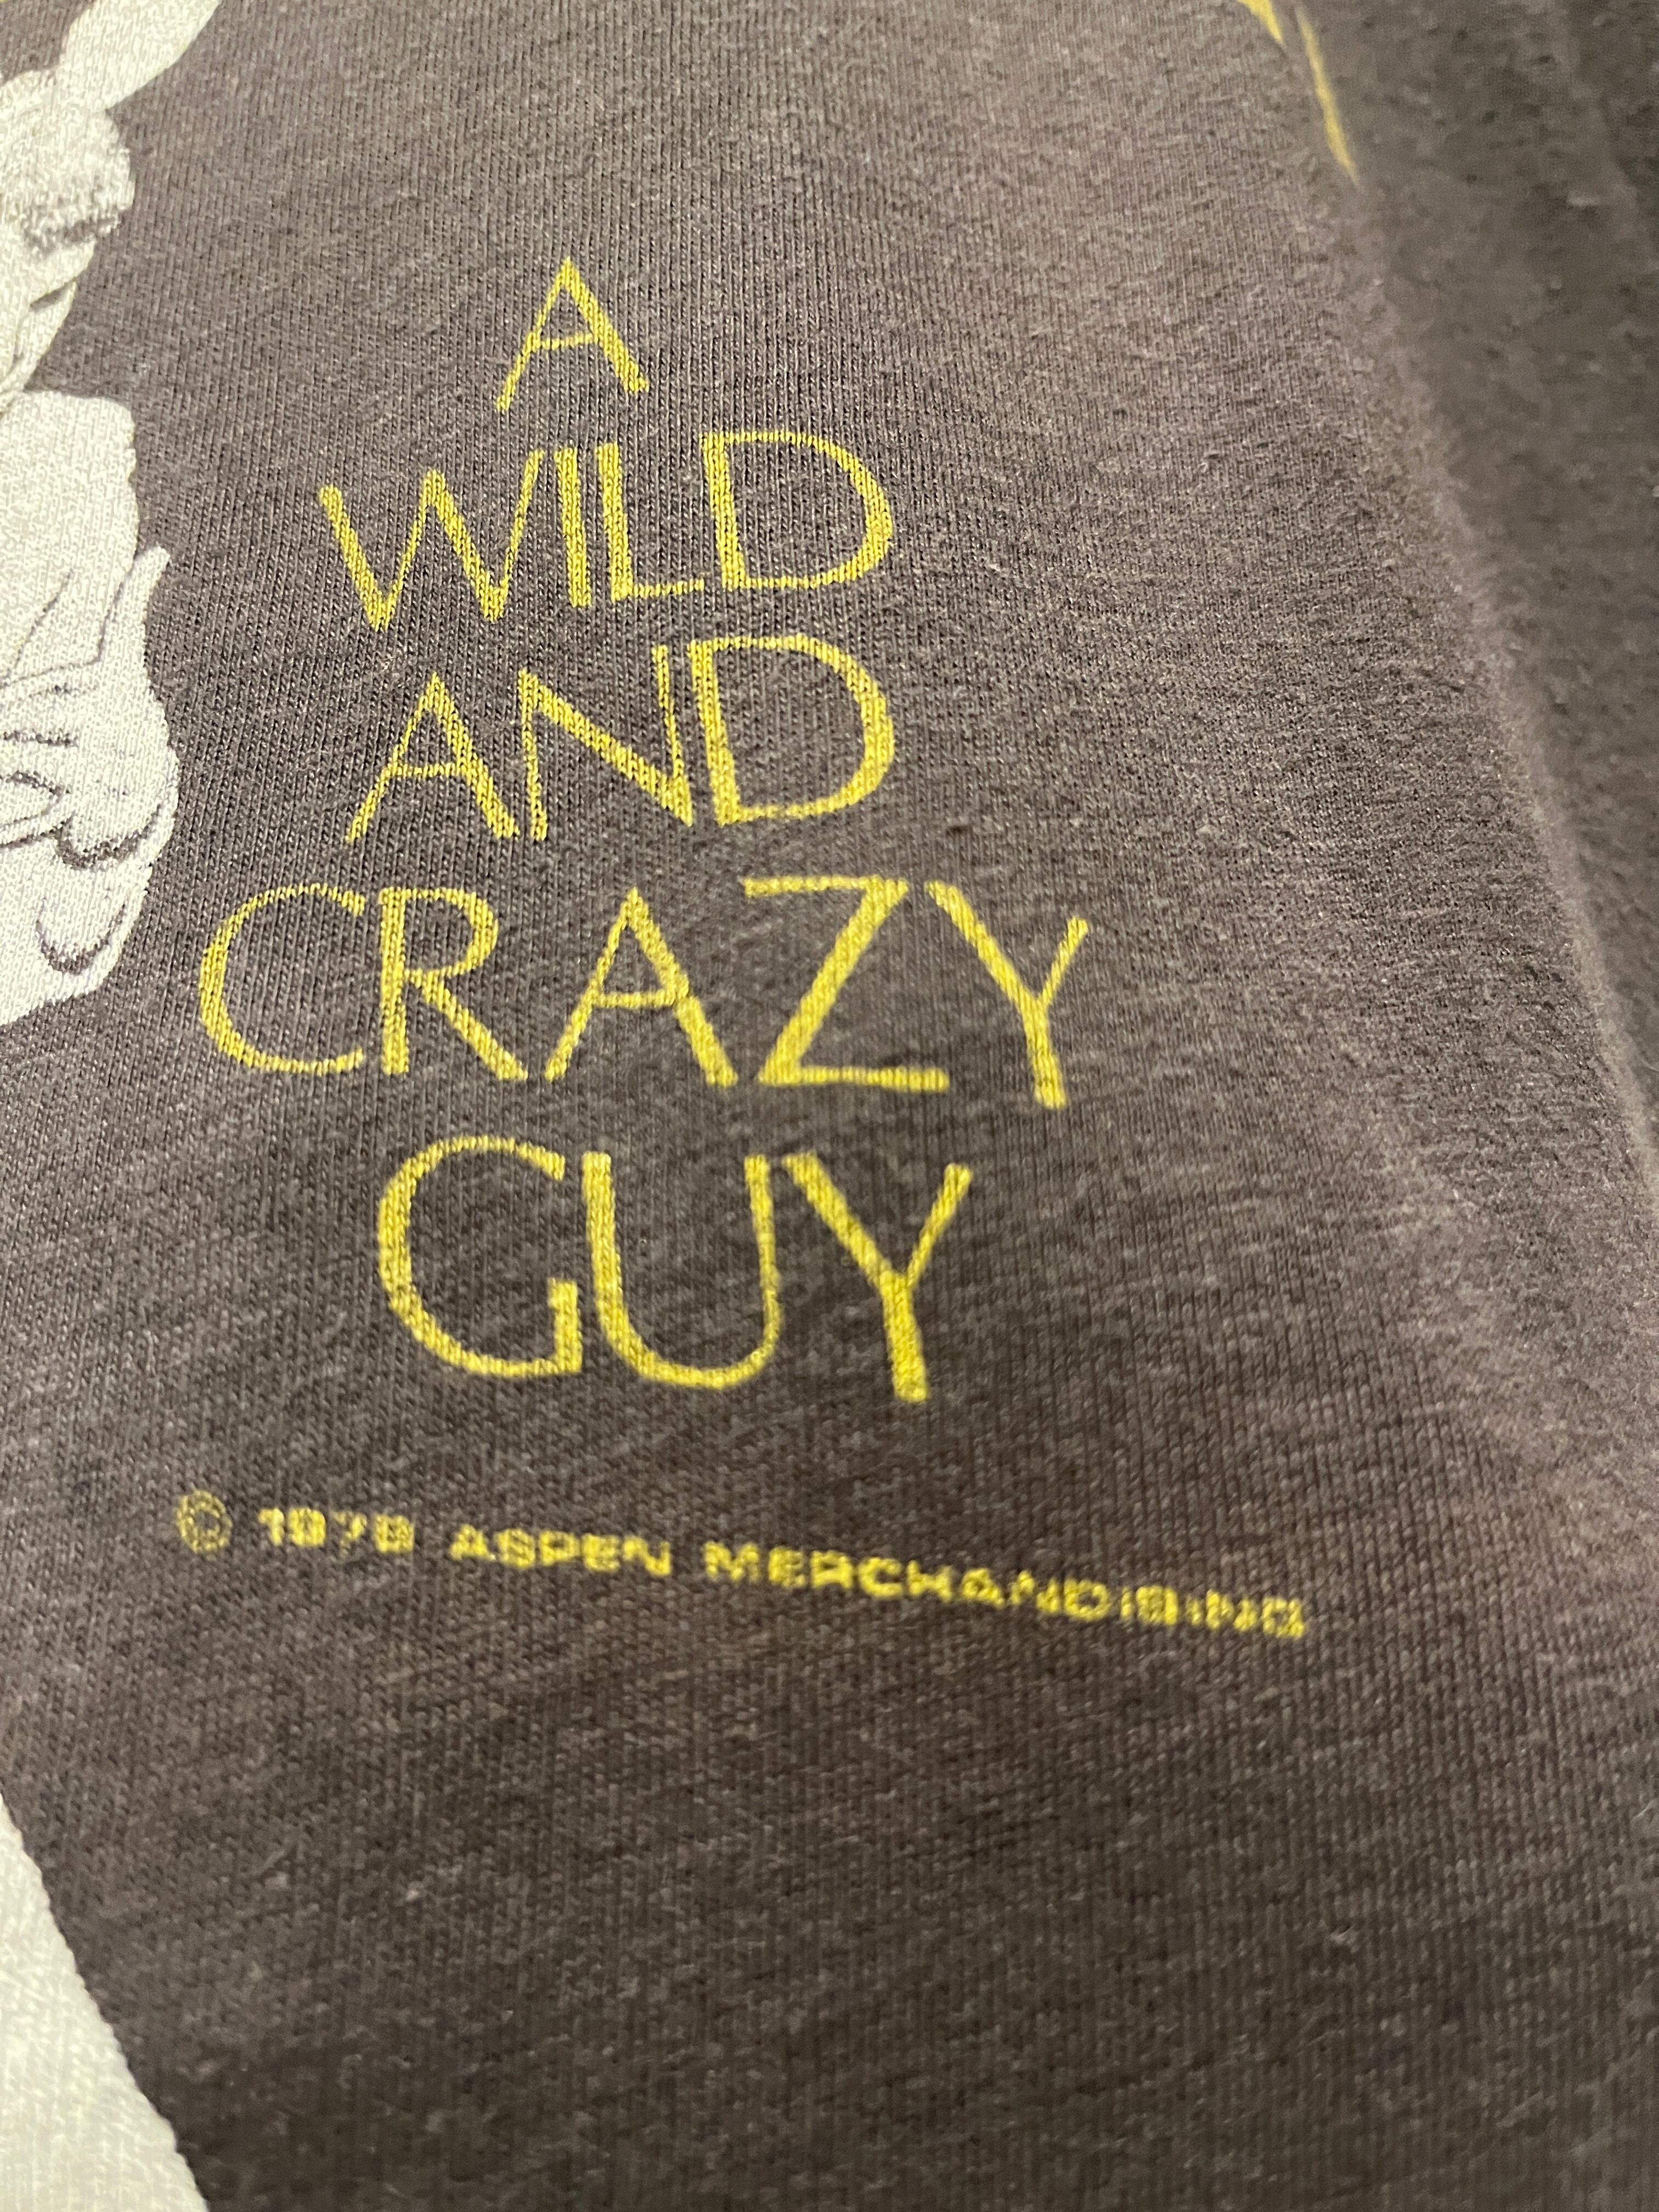 A
WILD
AND
CRAZY
GUY
© 1978 ASPEN MERCHANDISING